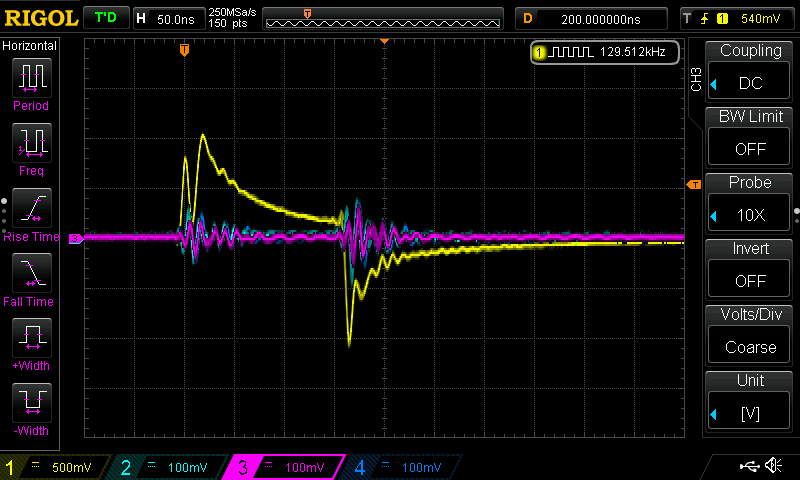 RIGOL T'D H 50.0ns 250MSa/s 150 pts T D 200.000000ns T 1 540mV
Horizontal
Period
Freq
Rise Time
Fall Time
+Width
-Width
T
1 129.512kHz
T
3
CH3
Coupling
DC
BW Limit
OFF
Probe
10X
Invert
OFF
Volts/Div
Coarse
Unit
[V]
1 500mV 2 100mV 3 100mV 4 100mV